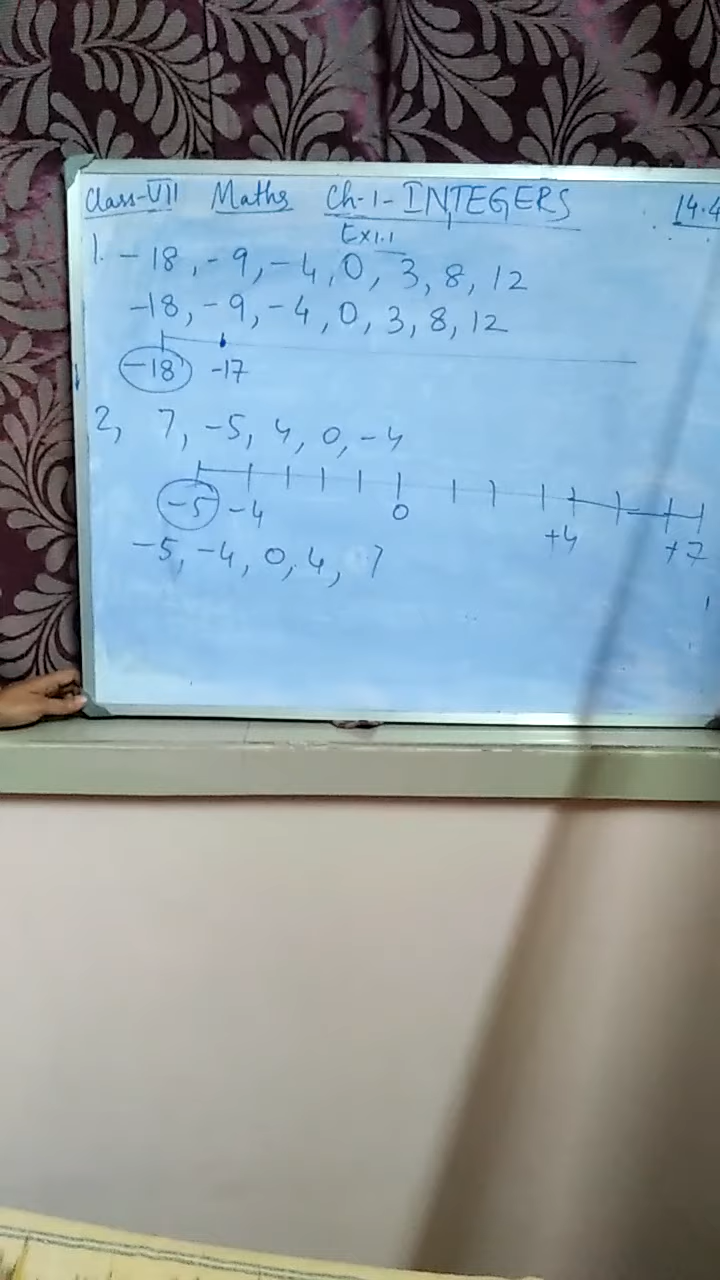 Class-VII Maths Ch-1-INTEGERS 14.4
Ex1.1
1. -18, -9, -4, 0, 3, 8, 12
-18, -9, -4, 0, 3, 8, 12
-18 -17
2, 7, -5, 4, 0, -4
-5 -4 0 +4 +7
-5, -4, 0, 4, 7